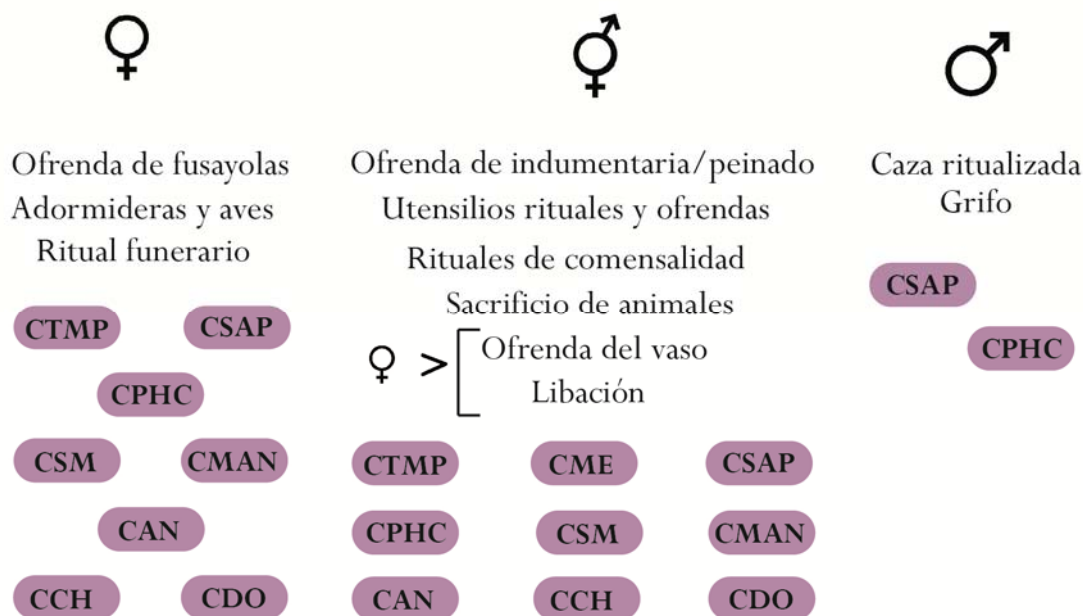 Ofrenda de fusayolas
Adormideras y aves
Ritual funerario
CTMP CSAP
CPHC
CSM CMAN
CAN
CCH CDO
Ofrenda de indumentaria/peinado
Utensilios rituales y ofrendas
Rituales de comensalidad
Sacrificio de animales
♀ > [ Ofrenda del vaso
Libación
CTMP CME CSAP
CPHC CSM CMAN
CAN CCH CDO
Caza ritualizada
Grifo
CSAP
CPHC